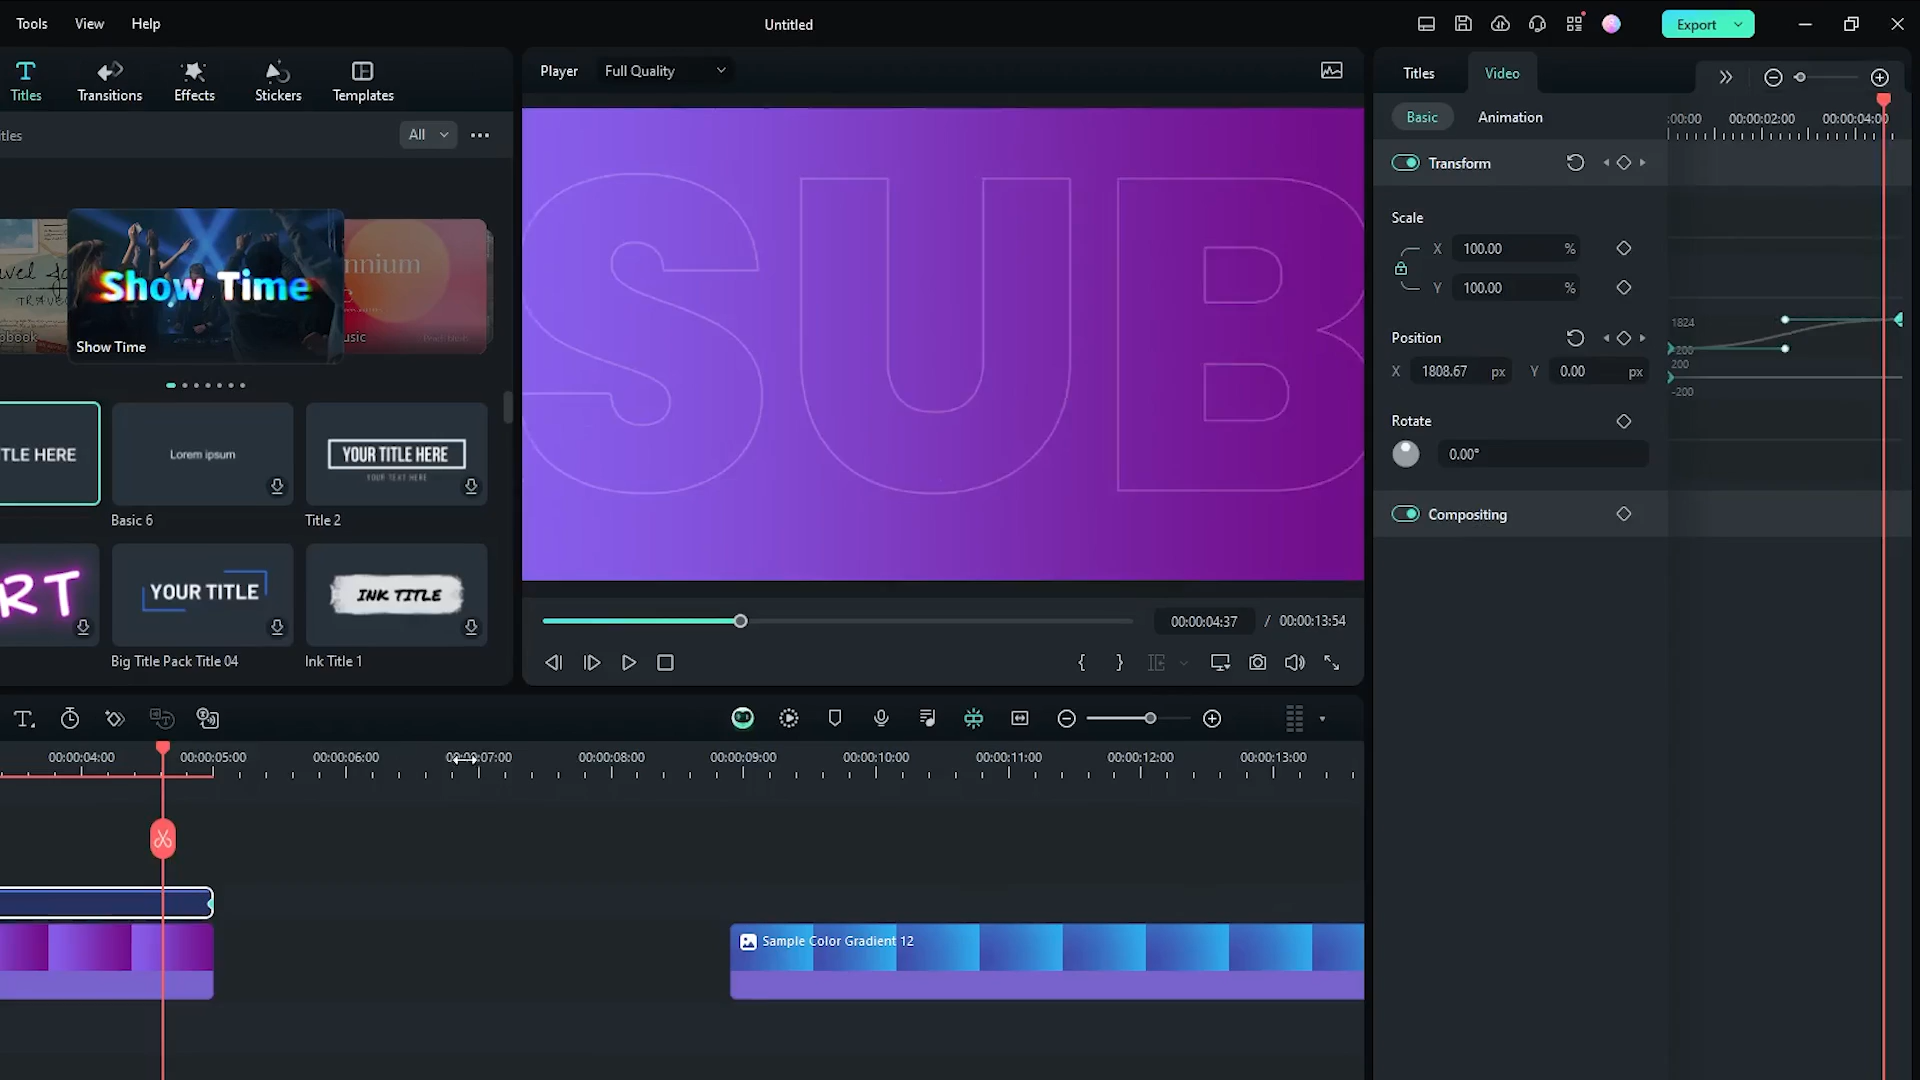 Tools View Help
Untitled
Export
Titles Transitions Effects Stickers Templates
All
Show Time
Show Time
TLE HERE
Lorem ipsum
YOUR TITLE HERE
YOUR TEXT HERE
Basic 6
Title 2
RT
YOUR TITLE
INK TITLE
Big Title Pack Title 04
Ink Title 1
Player Full Quality
SUB
00:00:04:37 / 00:00:13:54
Titles Video
Basic Animation
:00:00 00:00:02:00 00:00:04:00
Transform
Scale
X 100.00 %
Y 100.00 %
Position
X 1808.67 px Y 0.00 px
1824
200
200
-200
Rotate
0.00°
Compositing
00:00:04:00 00:00:05:00 00:00:06:00 00:00:07:00 00:00:08:00 00:00:09:00 00:00:10:00 00:00:11:00 00:00:12:00 00:00:13:00
Sample Color Gradient 12